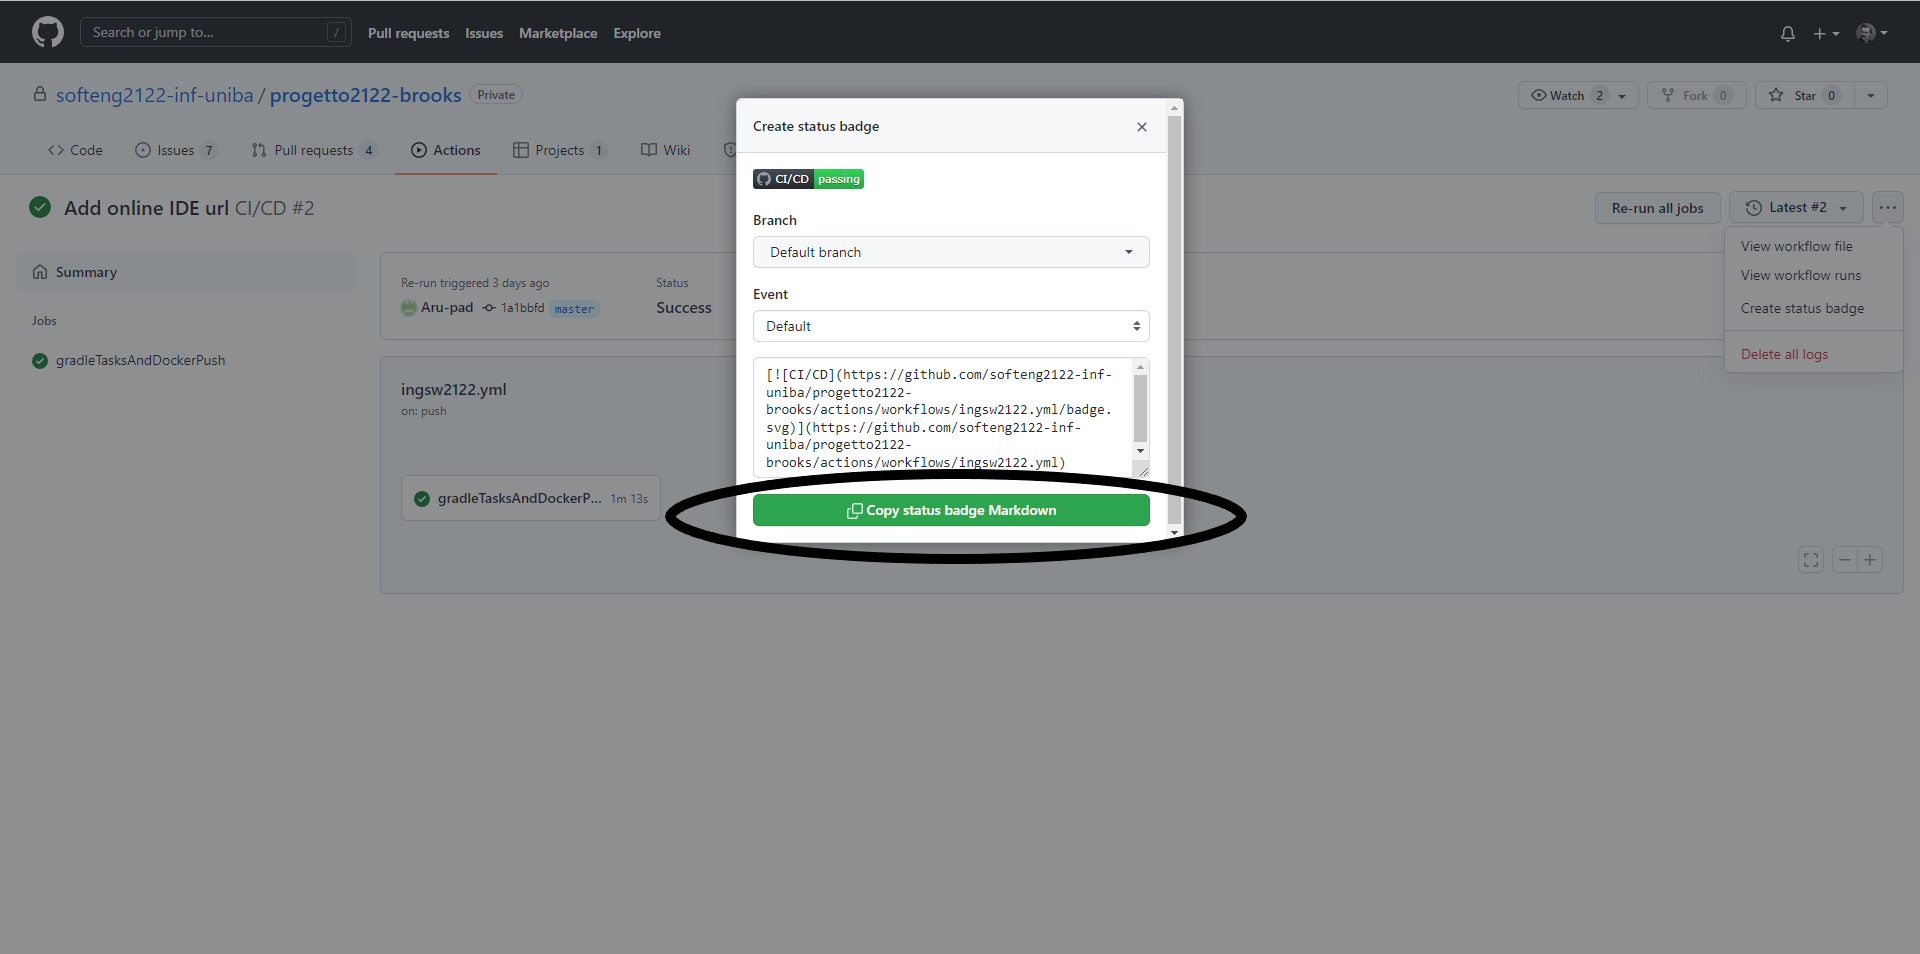 Search or jump to... /
Pull requests Issues Marketplace Explore
softeng2122-inf-uniba / progetto2122-brooks Private
Watch 2
Fork 0
Star 0
Code
Issues 7
Pull requests 4
Actions
Projects 1
Wiki
Add online IDE url CI/CD #2
Re-run all jobs
Latest #2
...
View workflow file
View workflow runs
Create status badge
Delete all logs
Summary
Jobs
gradleTasksAndDockerPush
Re-run triggered 3 days ago
Aru-pad 1a1bbfd master
Status
Success
ingsw2122.yml
on: push
gradleTasksAndDockerP... 1m 13s
Create status badge
CI/CD passing
Branch
Default branch
Event
Default
[![CI/CD](https://github.com/softeng2122-inf-
uniba/progetto2122-
brooks/actions/workflows/ingsw2122.yml/badge.
svg)](https://github.com/softeng2122-inf-
uniba/progetto2122-
brooks/actions/workflows/ingsw2122.yml)
Copy status badge Markdown